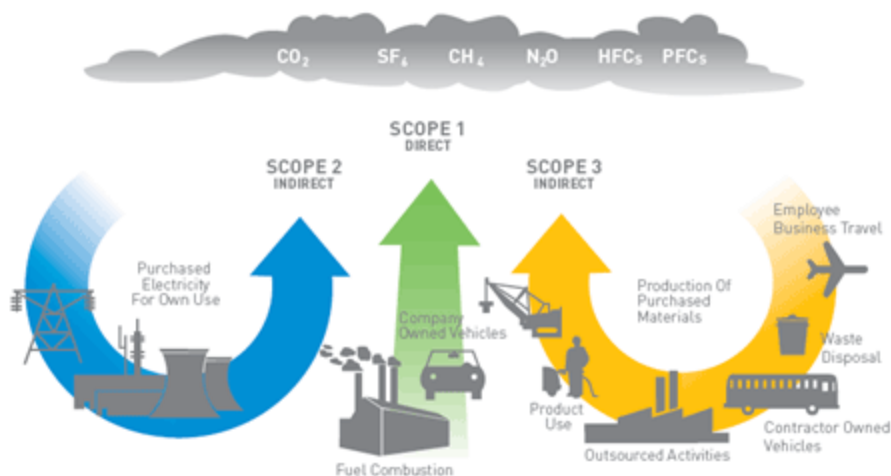 CO₂ SF₆ CH₄ N₂O HFCs PFCs
SCOPE 1
DIRECT
SCOPE 2
INDIRECT
SCOPE 3
INDIRECT
Purchased
Electricity
For Own Use
Company
Owned Vehicles
Fuel Combustion
Production Of
Purchased
Materials
Employee
Business Travel
Waste
Disposal
Contractor Owned
Vehicles
Outsourced Activities
Product
Use